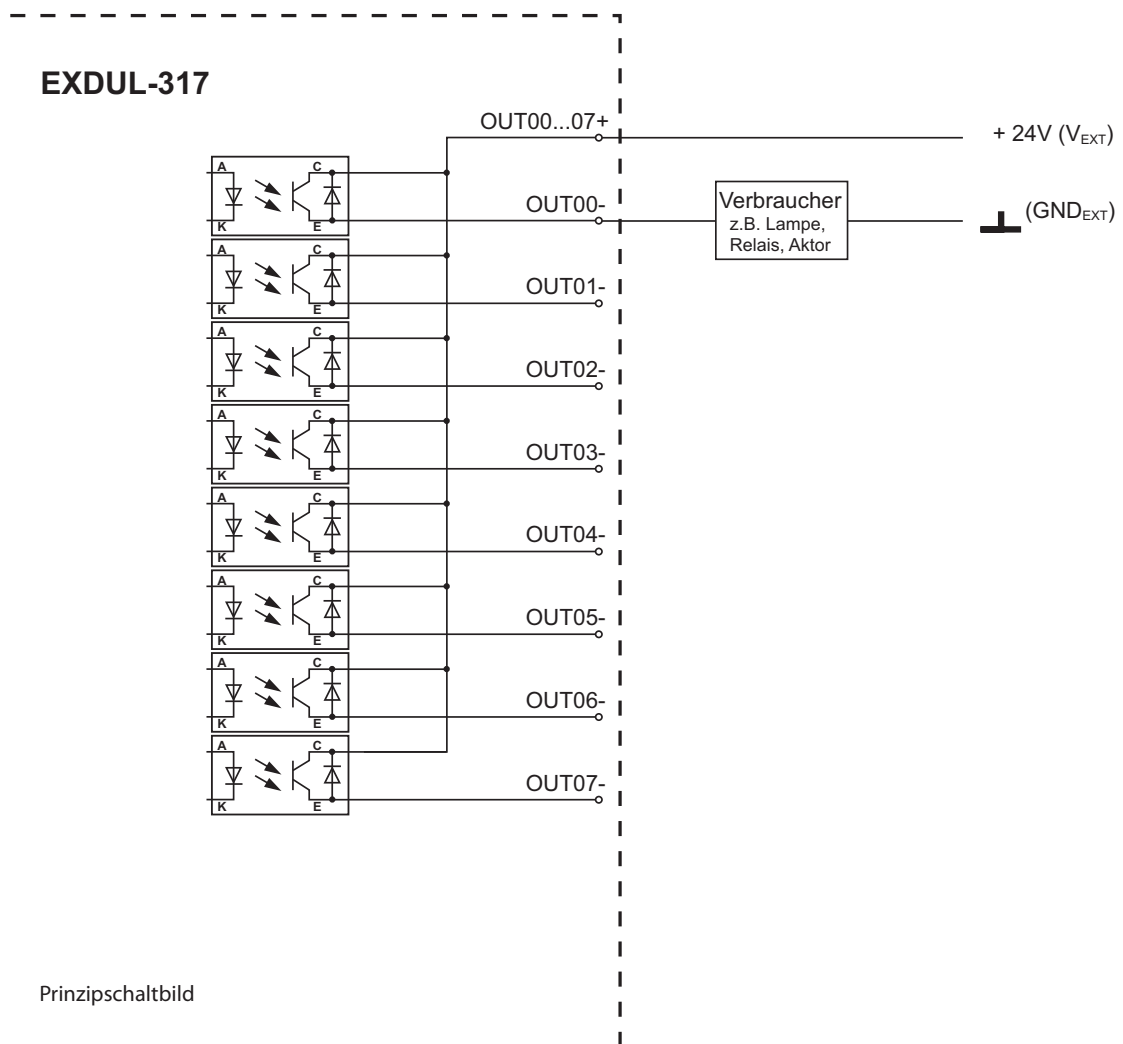 EXDUL-317
OUT00...07+
+ 24V (VEXT)
A
C
K
E
OUT00-
Verbraucher
z.B. Lampe,
Relais, Aktor
(GNDEXT)
A
C
K
E
OUT01-
A
C
K
E
OUT02-
A
C
K
E
OUT03-
A
C
K
E
OUT04-
A
C
K
E
OUT05-
A
C
K
E
OUT06-
A
C
K
E
OUT07-
Prinzipschaltbild